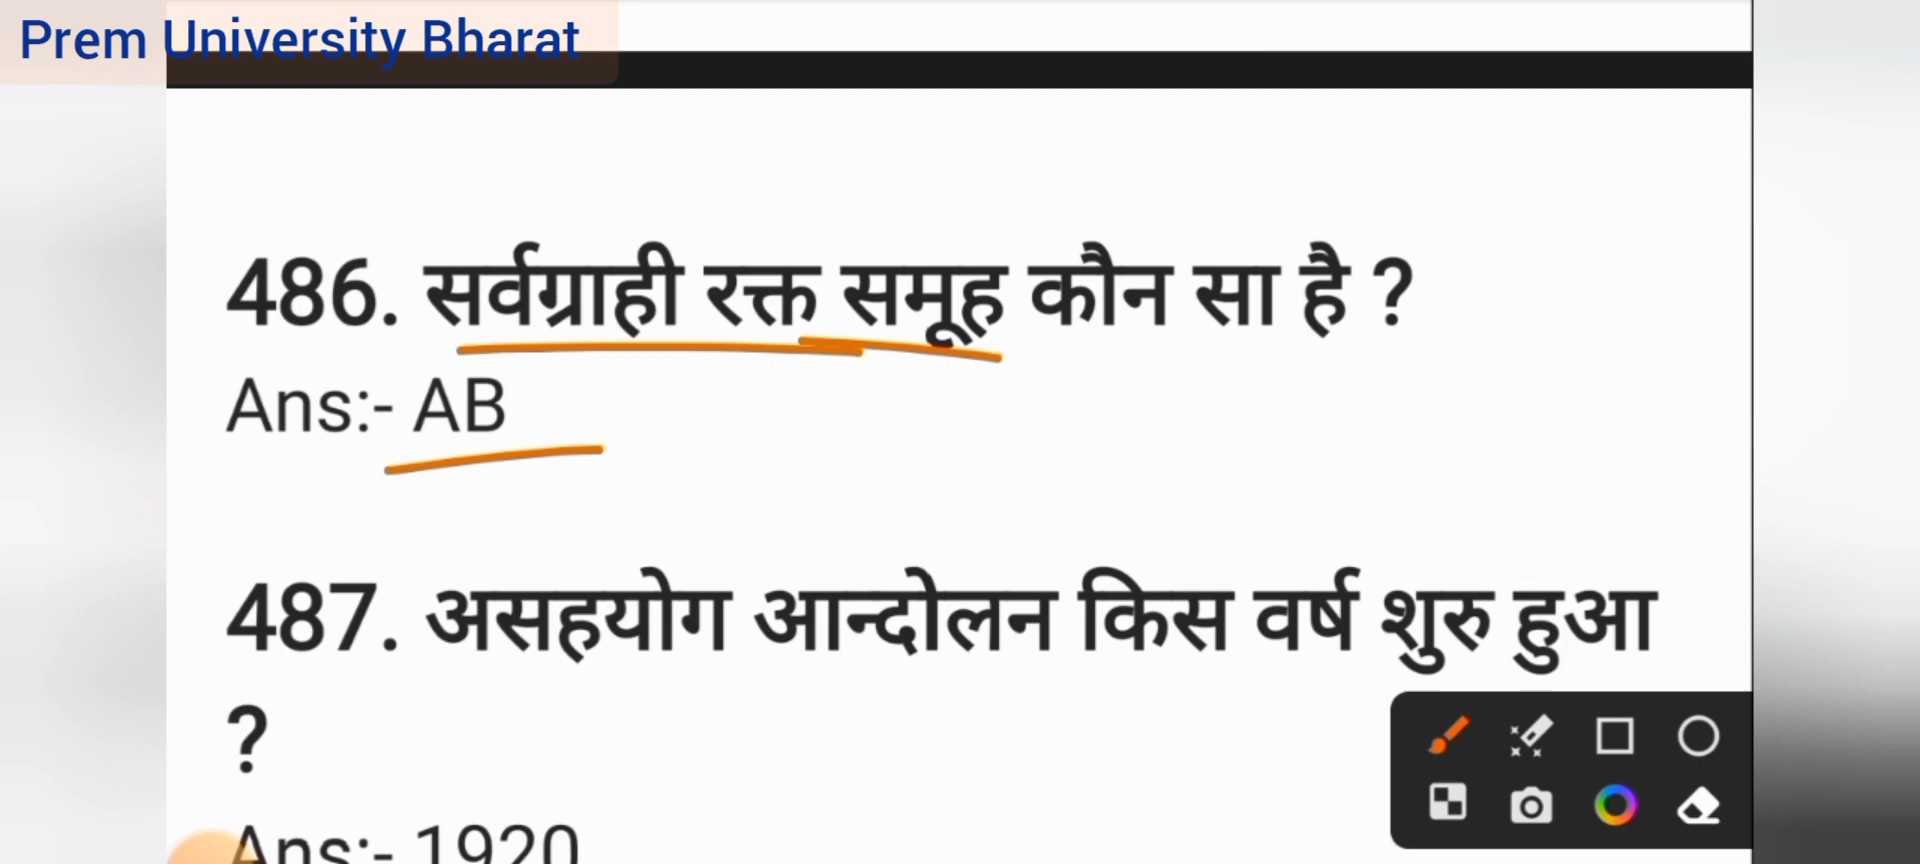 Prem University Bharat
486. सर्वग्राही रक्त समूह कौन सा है ?
Ans:- AB
487. असहयोग आन्दोलन किस वर्ष शुरु हुआ
?
Ans:- 1920